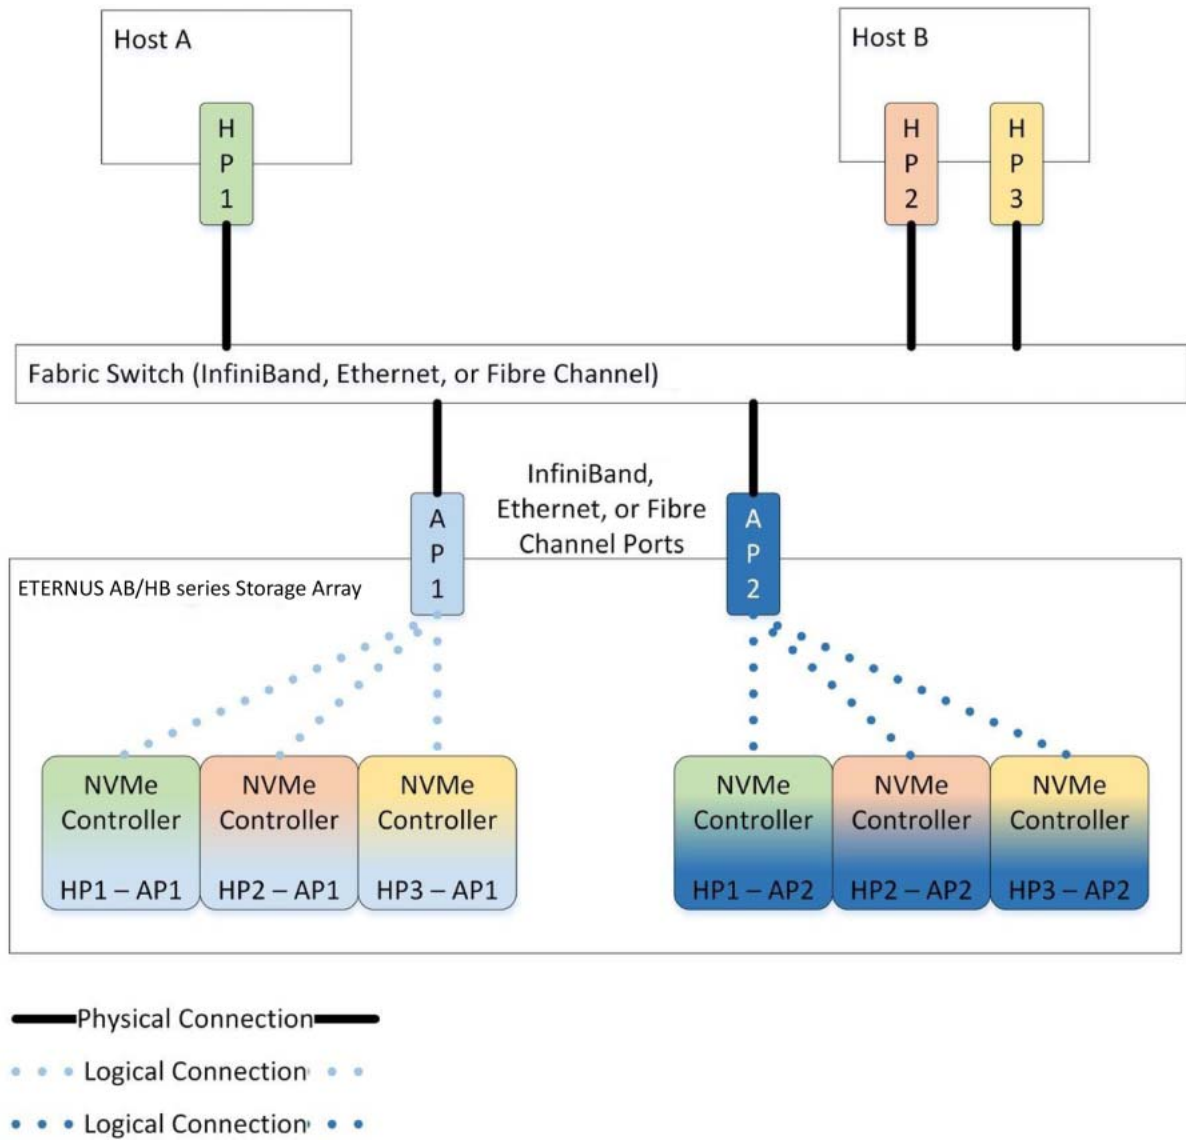 Host A
Host B
H
P
1
H
P
2
H
P
3
Fabric Switch (InfiniBand, Ethernet, or Fibre Channel)
InfiniBand,
Ethernet, or Fibre
Channel Ports
A
P
1
A
P
2
ETERNUS AB/HB series Storage Array
NVMe
Controller
HP1 – AP1
NVMe
Controller
HP2 – AP1
NVMe
Controller
HP3 – AP1
NVMe
Controller
HP1 – AP2
NVMe
Controller
HP2 – AP2
NVMe
Controller
HP3 – AP2
Physical Connection
Logical Connection
Logical Connection